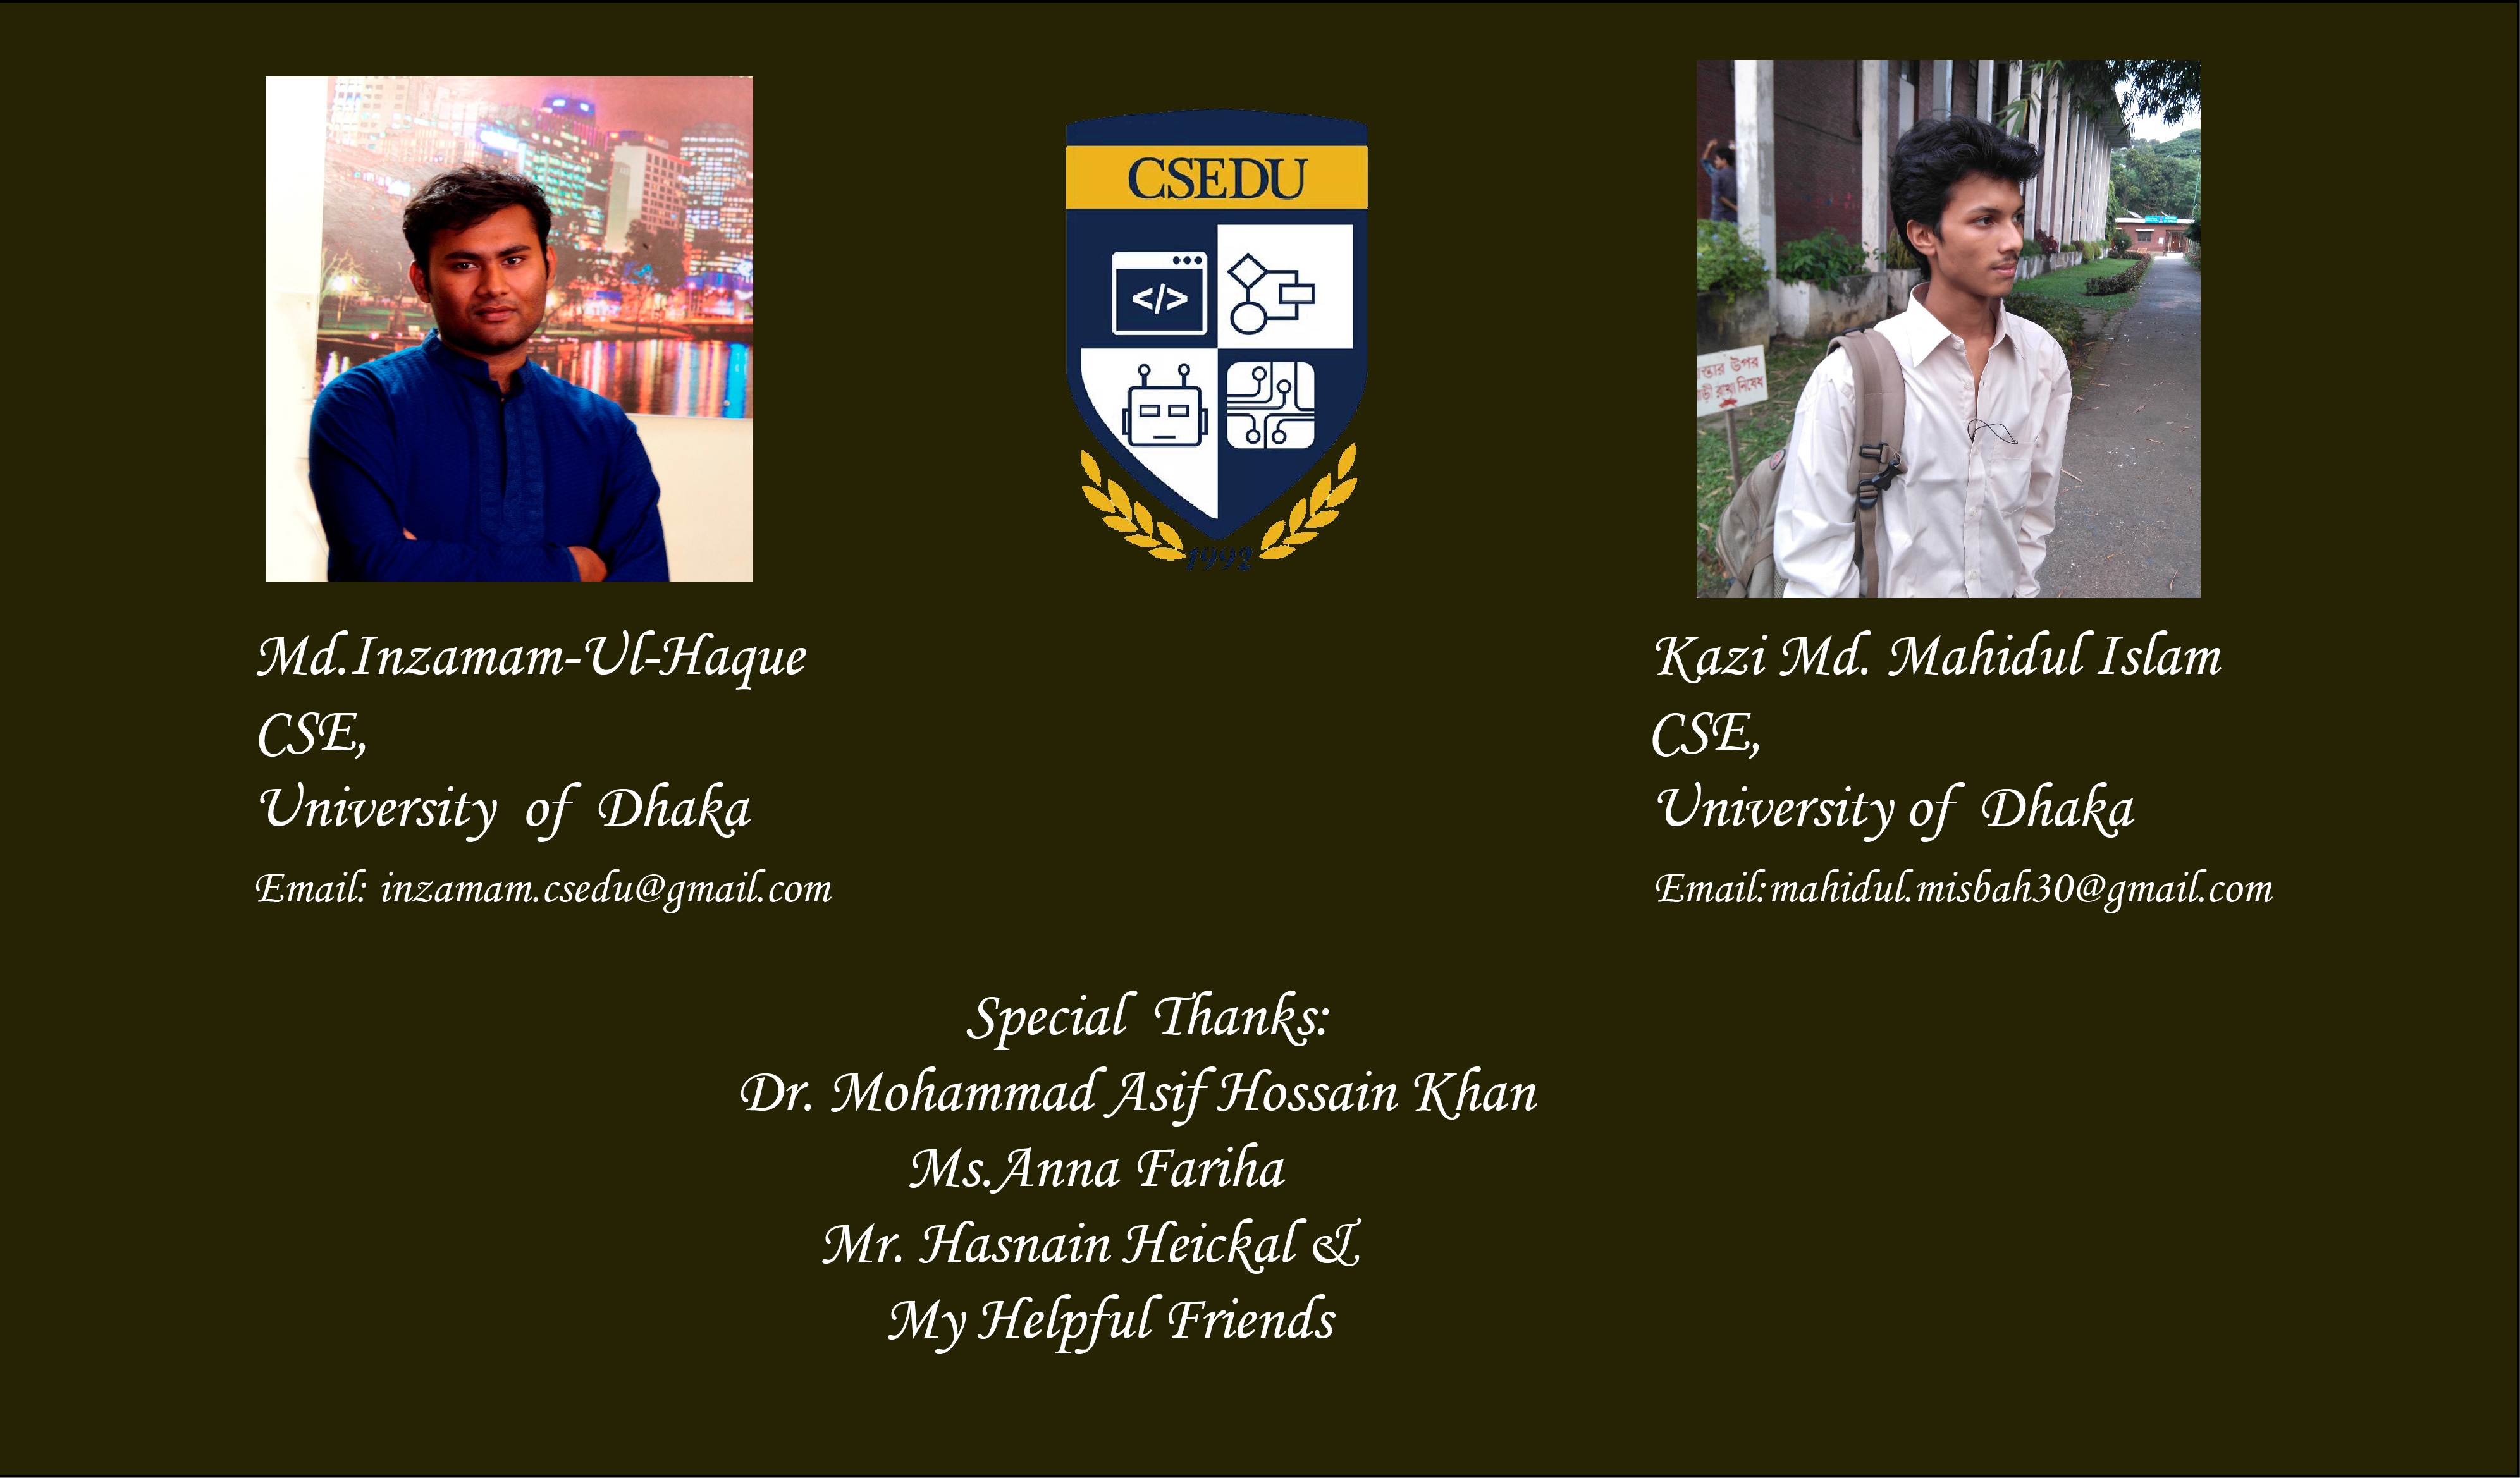 CSEDU
</>
1992
স্তার উপর
াড়ী রাখা নিষেধ
Md.Inzamam-Ul-Haque
CSE,
University of Dhaka
Email: inzamam.csedu@gmail.com
Kazi Md. Mahidul Islam
CSE,
University of Dhaka
Email:mahidul.misbah30@gmail.com
Special Thanks:
Dr. Mohammad Asif Hossain Khan
Ms.Anna Fariha
Mr. Hasnain Heickal &
My Helpful Friends